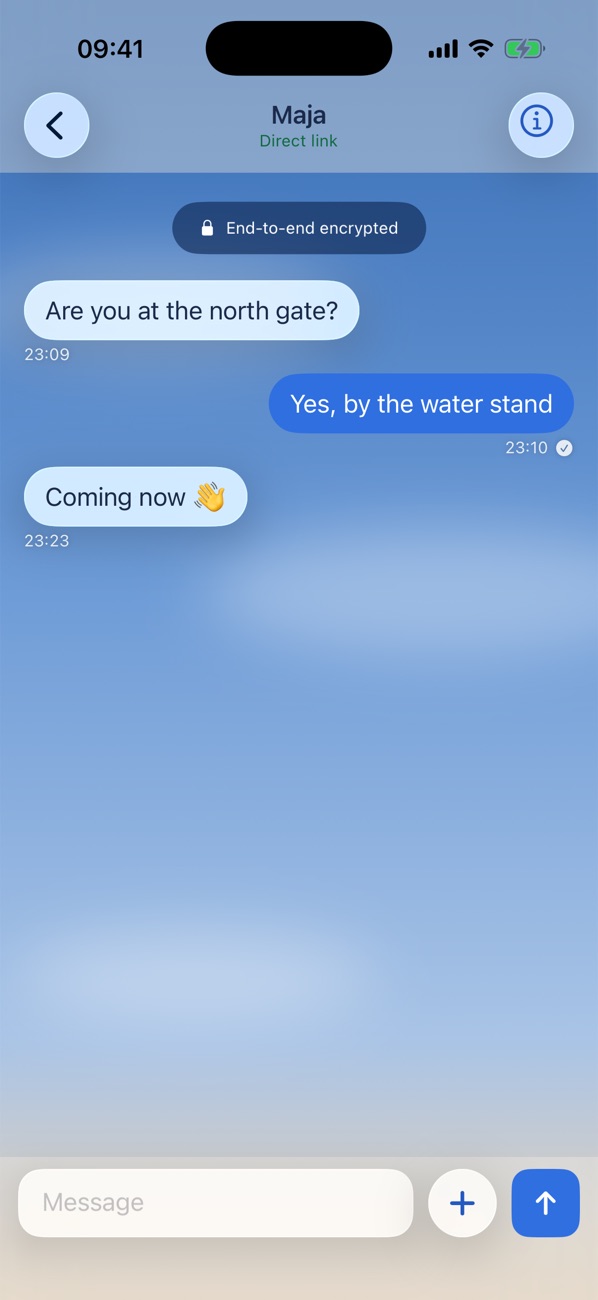 09:41
Maja
Direct link
End-to-end encrypted
Are you at the north gate?
23:09
Yes, by the water stand
23:10
Coming now 👋
23:23
Message